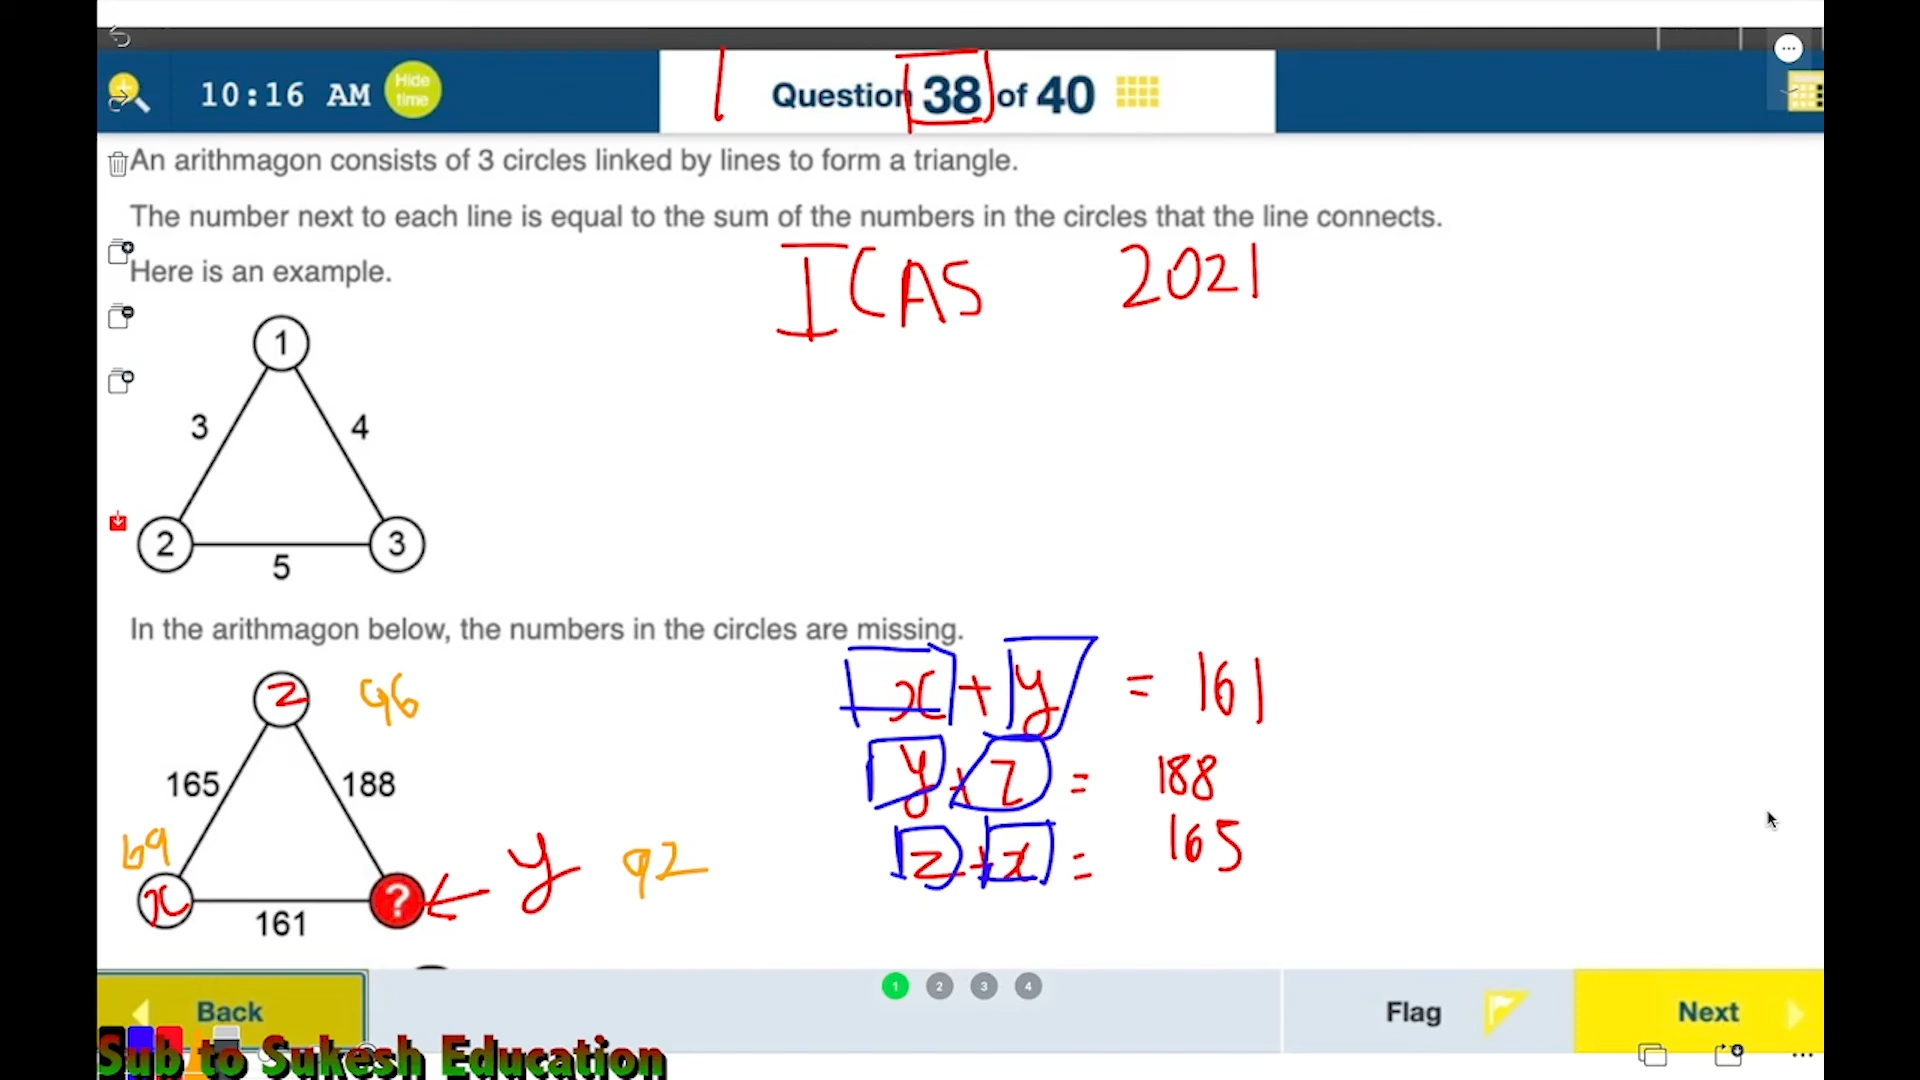 10:16 AM
Hide time
Question 38 of 40
An arithmagon consists of 3 circles linked by lines to form a triangle.
The number next to each line is equal to the sum of the numbers in the circles that the line connects.
Here is an example.
ICAS 2021
1
3 4
2 3
5
In the arithmagon below, the numbers in the circles are missing.
z 96
165 188
69
x ? y 92
161
x + y = 161
y + z = 188
z + x = 165
1 2 3 4
Back
Flag
Next
Sub to Sukesh Education